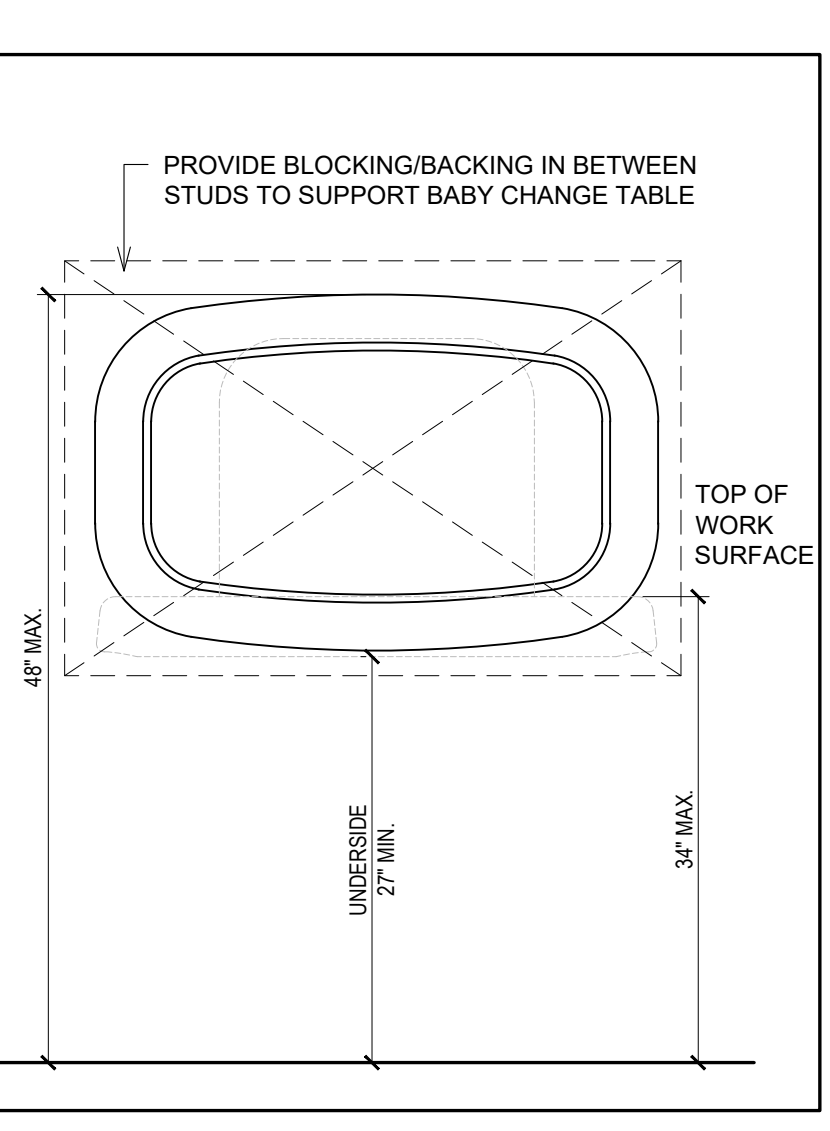 PROVIDE BLOCKING/BACKING IN BETWEEN
STUDS TO SUPPORT BABY CHANGE TABLE
TOP OF
WORK
SURFACE
48" MAX.
UNDERSIDE
27" MIN.
34" MAX.